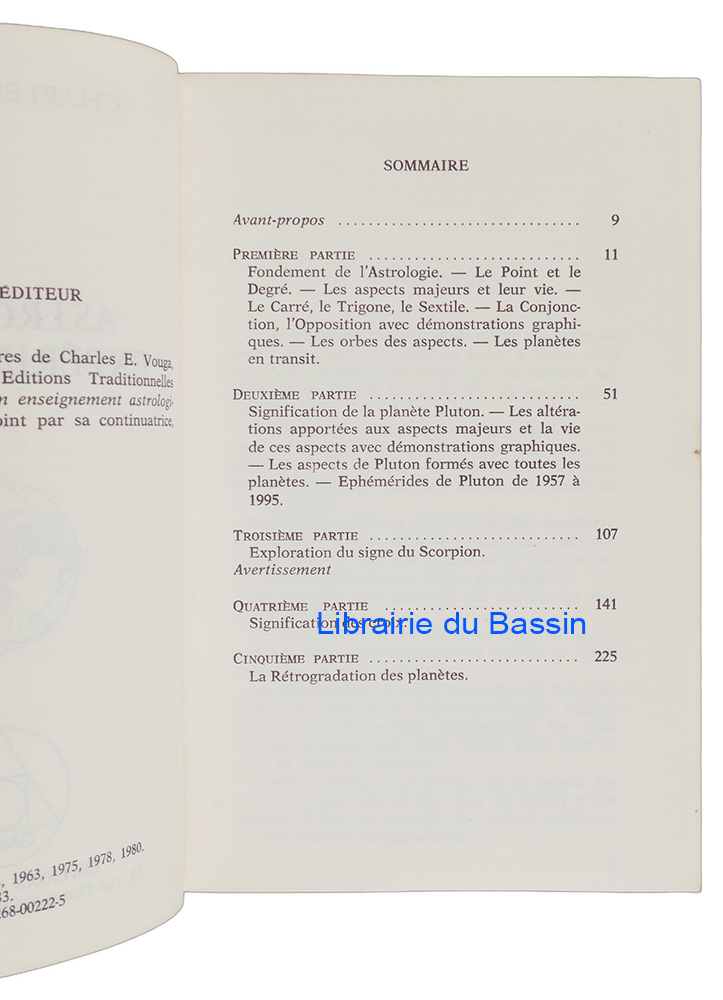 ÉDITEUR
res de Charles E. Vouga,
Editions Traditionnelles
n enseignement astrologi-
oint par sa continuatrice,
, 1963, 1975, 1978, 1980.
83.
268-00222-5
SOMMAIRE
Avant-propos ................................ 9
PREMIÈRE PARTIE ............................ 11
Fondement de l'Astrologie. — Le Point et le
Degré. — Les aspects majeurs et leur vie. —
Le Carré, le Trigone, le Sextile. — La Conjonc-
tion, l'Opposition avec démonstrations graphi-
ques. — Les orbes des aspects. — Les planètes
en transit.
DEUXIÈME PARTIE ............................ 51
Signification de la planète Pluton. — Les altéra-
tions apportées aux aspects majeurs et la vie
de ces aspects avec démonstrations graphiques.
— Les aspects de Pluton formés avec toutes les
planètes. — Ephémérides de Pluton de 1957 à
1995.
TROISIÈME PARTIE ............................ 107
Exploration du signe du Scorpion.
Avertissement
QUATRIÈME PARTIE .......................... 141
Signification des croix.
Librairie du Bassin
CINQUIÈME PARTIE ............................ 225
La Rétrogradation des planètes.